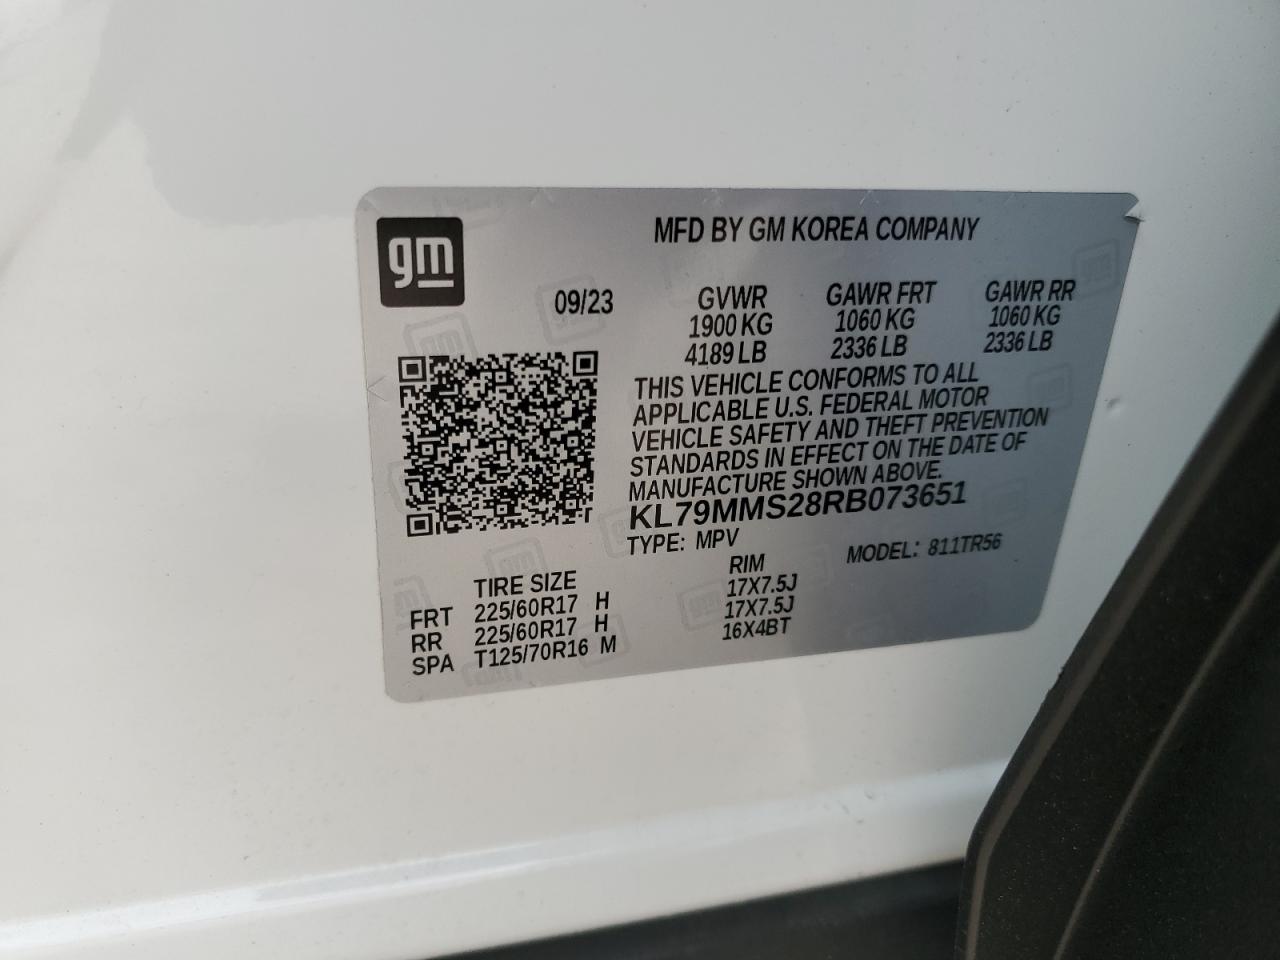 gm
MFD BY GM KOREA COMPANY
09/23 GVWR GAWR FRT GAWR RR
1900 KG 1060 KG 1060 KG
4189 LB 2336 LB 2336 LB
THIS VEHICLE CONFORMS TO ALL
APPLICABLE U.S. FEDERAL MOTOR
VEHICLE SAFETY AND THEFT PREVENTION
STANDARDS IN EFFECT ON THE DATE OF
MANUFACTURE SHOWN ABOVE.
KL79MMS28RB073651
TYPE: MPV MODEL: 811TR56
TIRE SIZE RIM
FRT 225/60R17 H 17X7.5J
RR 225/60R17 H 17X7.5J
SPA T125/70R16 M 16X4BT